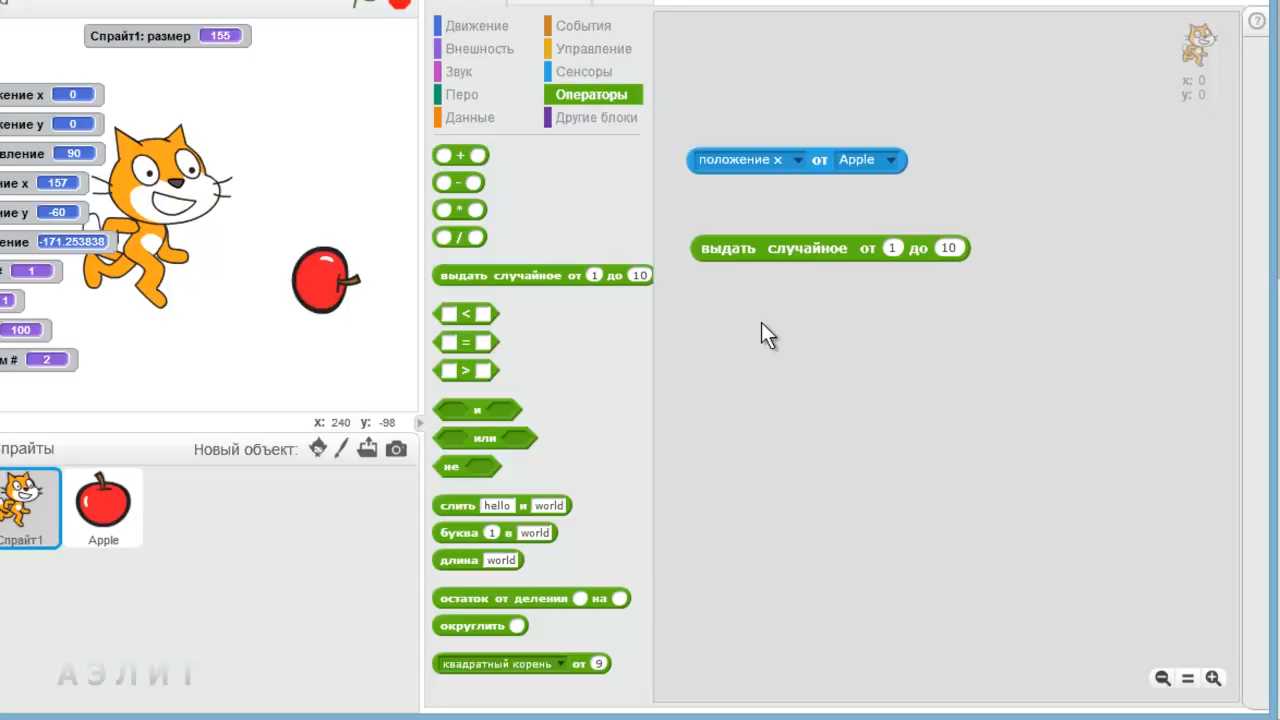 Спрайт1: размер 155
жение x 0
жение y 0
вление 90
ние x 157
ние y -60
ение -171.253838
# 1
1
100
м # 2
x: 240 y: -98
Спрайты
Новый объект:
Спрайт1
Apple
АЭЛИТ
Движение
Внешность
Звук
Перо
Данные
События
Управление
Сенсоры
Операторы
Другие блоки
+
-
*
/
выдать случайное от 1 до 10
<
=
>
и
или
не
слить hello и world
буква 1 в world
длина world
остаток от деления на
округлить
квадратный корень от 9
положение x от Apple
выдать случайное от 1 до 10
x: 0
y: 0
?